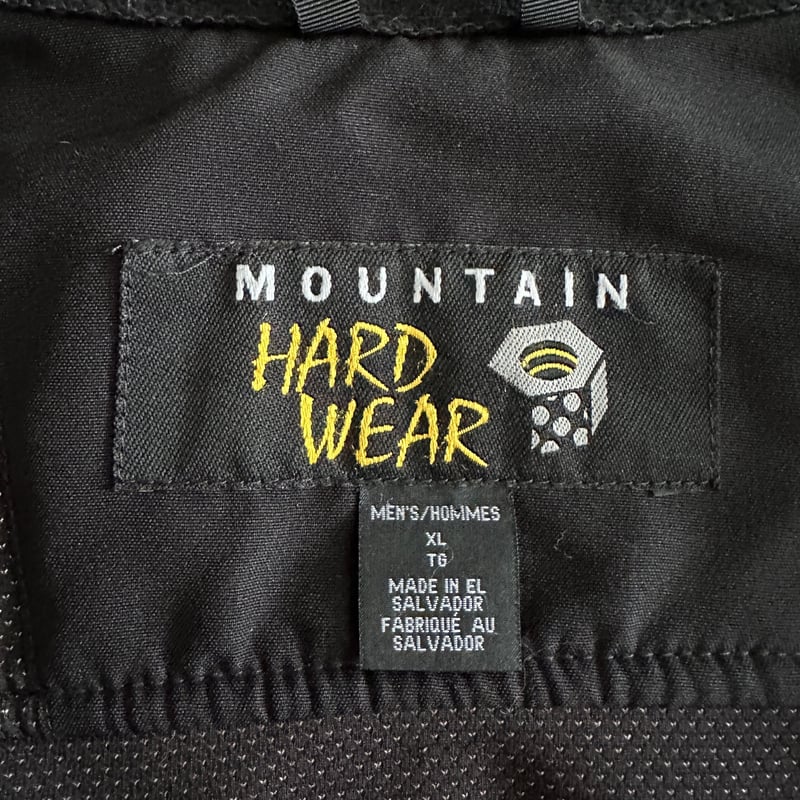 MOUNTAIN
HARD
WEAR
MEN'S/HOMMES
XL
TG
MADE IN EL
SALVADOR
FABRIQUÉ AU
SALVADOR